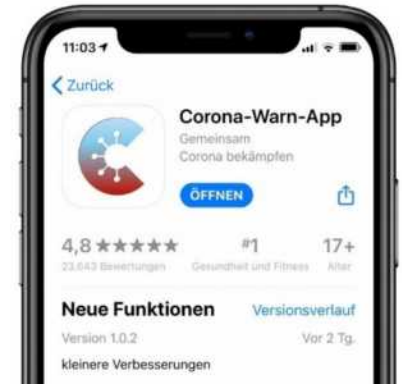 11:03
Zurück
Corona-Warn-App
Gemeinsam
Corona bekämpfen
ÖFFNEN
4,8 #1 17+
23.643 Bewertungen Gesundheit und Fitness Alter
Neue Funktionen Versionsverlauf
Version 1.0.2 Vor 2 Tg.
kleinere Verbesserungen